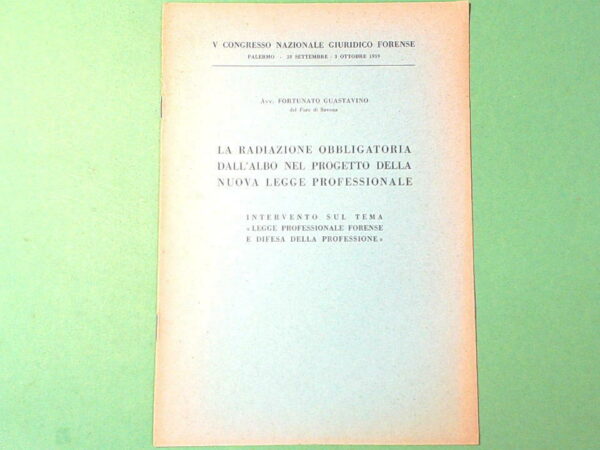 V CONGRESSO NAZIONALE GIURIDICO FORENSE
PALERMO - 28 SETTEMBRE - 3 OTTOBRE 1959
Avv. FORTUNATO GUASTAVINO
del Foro di Savona
LA RADIAZIONE OBBLIGATORIA
DALL'ALBO NEL PROGETTO DELLA
NUOVA LEGGE PROFESSIONALE
INTERVENTO SUL TEMA
«LEGGE PROFESSIONALE FORENSE
E DIFESA DELLA PROFESSIONE»